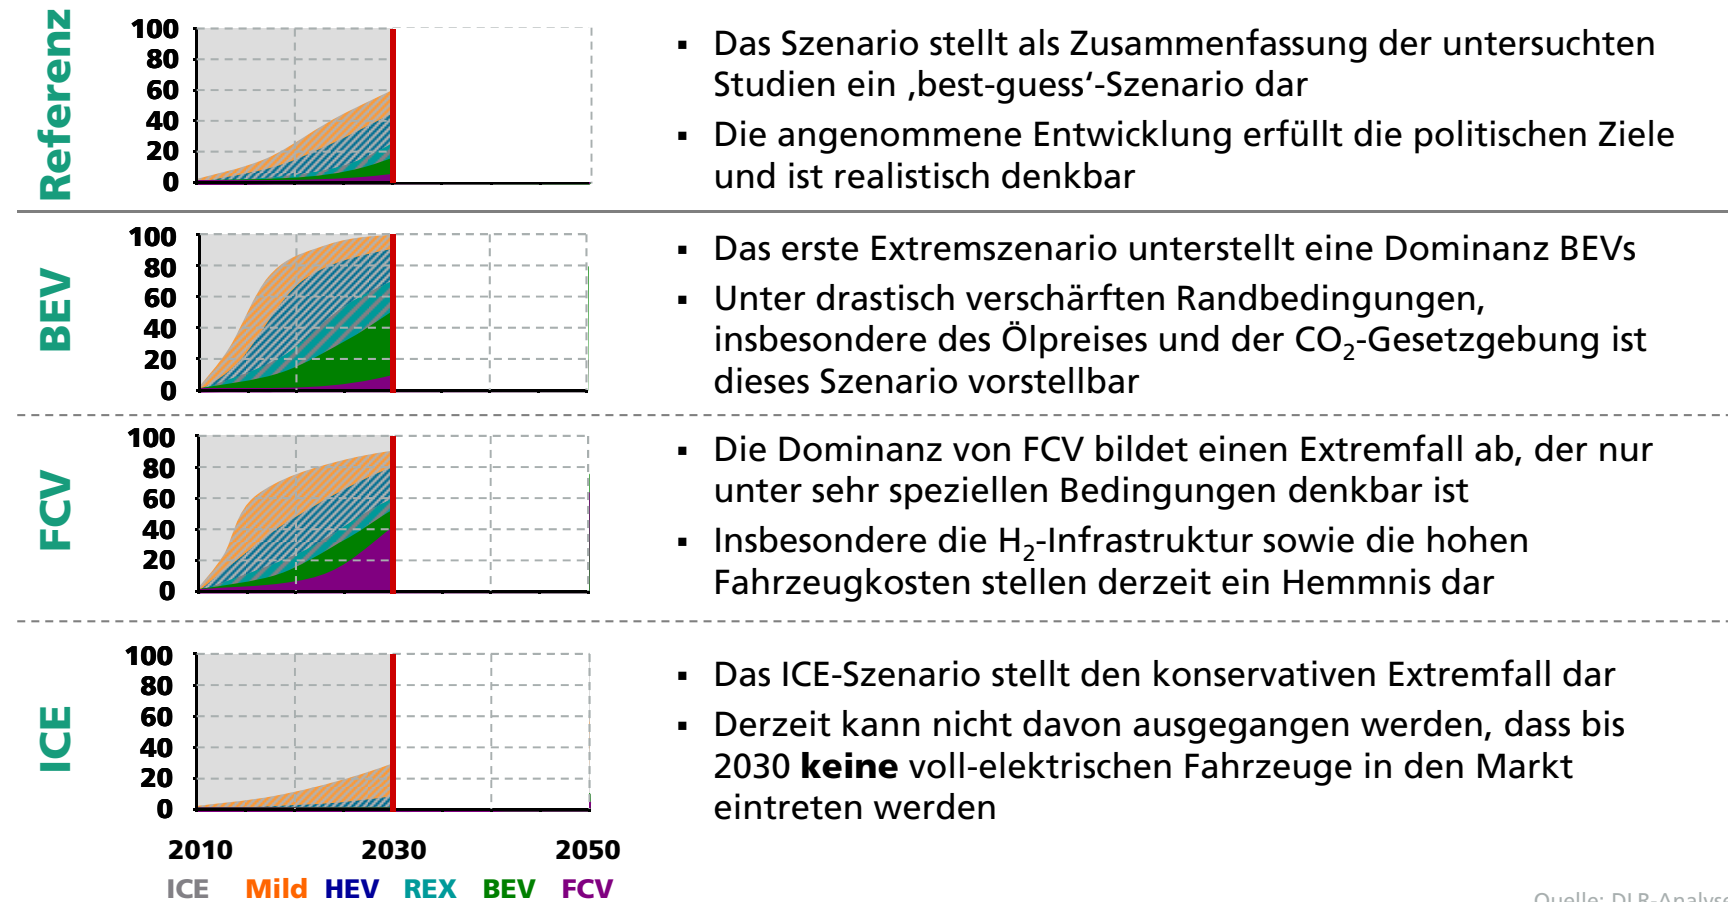 Referenz
100
80
60
40
20
0
▪ Das Szenario stellt als Zusammenfassung der untersuchten
Studien ein ‚best-guess‘-Szenario dar
▪ Die angenommene Entwicklung erfüllt die politischen Ziele
und ist realistisch denkbar
BEV
100
80
60
40
20
0
▪ Das erste Extremszenario unterstellt eine Dominanz BEVs
▪ Unter drastisch verschärften Randbedingungen,
insbesondere des Ölpreises und der CO₂-Gesetzgebung ist
dieses Szenario vorstellbar
FCV
100
80
60
40
20
0
▪ Die Dominanz von FCV bildet einen Extremfall ab, der nur
unter sehr speziellen Bedingungen denkbar ist
▪ Insbesondere die H₂-Infrastruktur sowie die hohen
Fahrzeugkosten stellen derzeit ein Hemmnis dar
ICE
100
80
60
40
20
0
▪ Das ICE-Szenario stellt den konservativen Extremfall dar
▪ Derzeit kann nicht davon ausgegangen werden, dass bis
2030 keine voll-elektrischen Fahrzeuge in den Markt
eintreten werden
2010 2030 2050
ICE Mild HEV REX BEV FCV
Quelle: DLR-Analyse